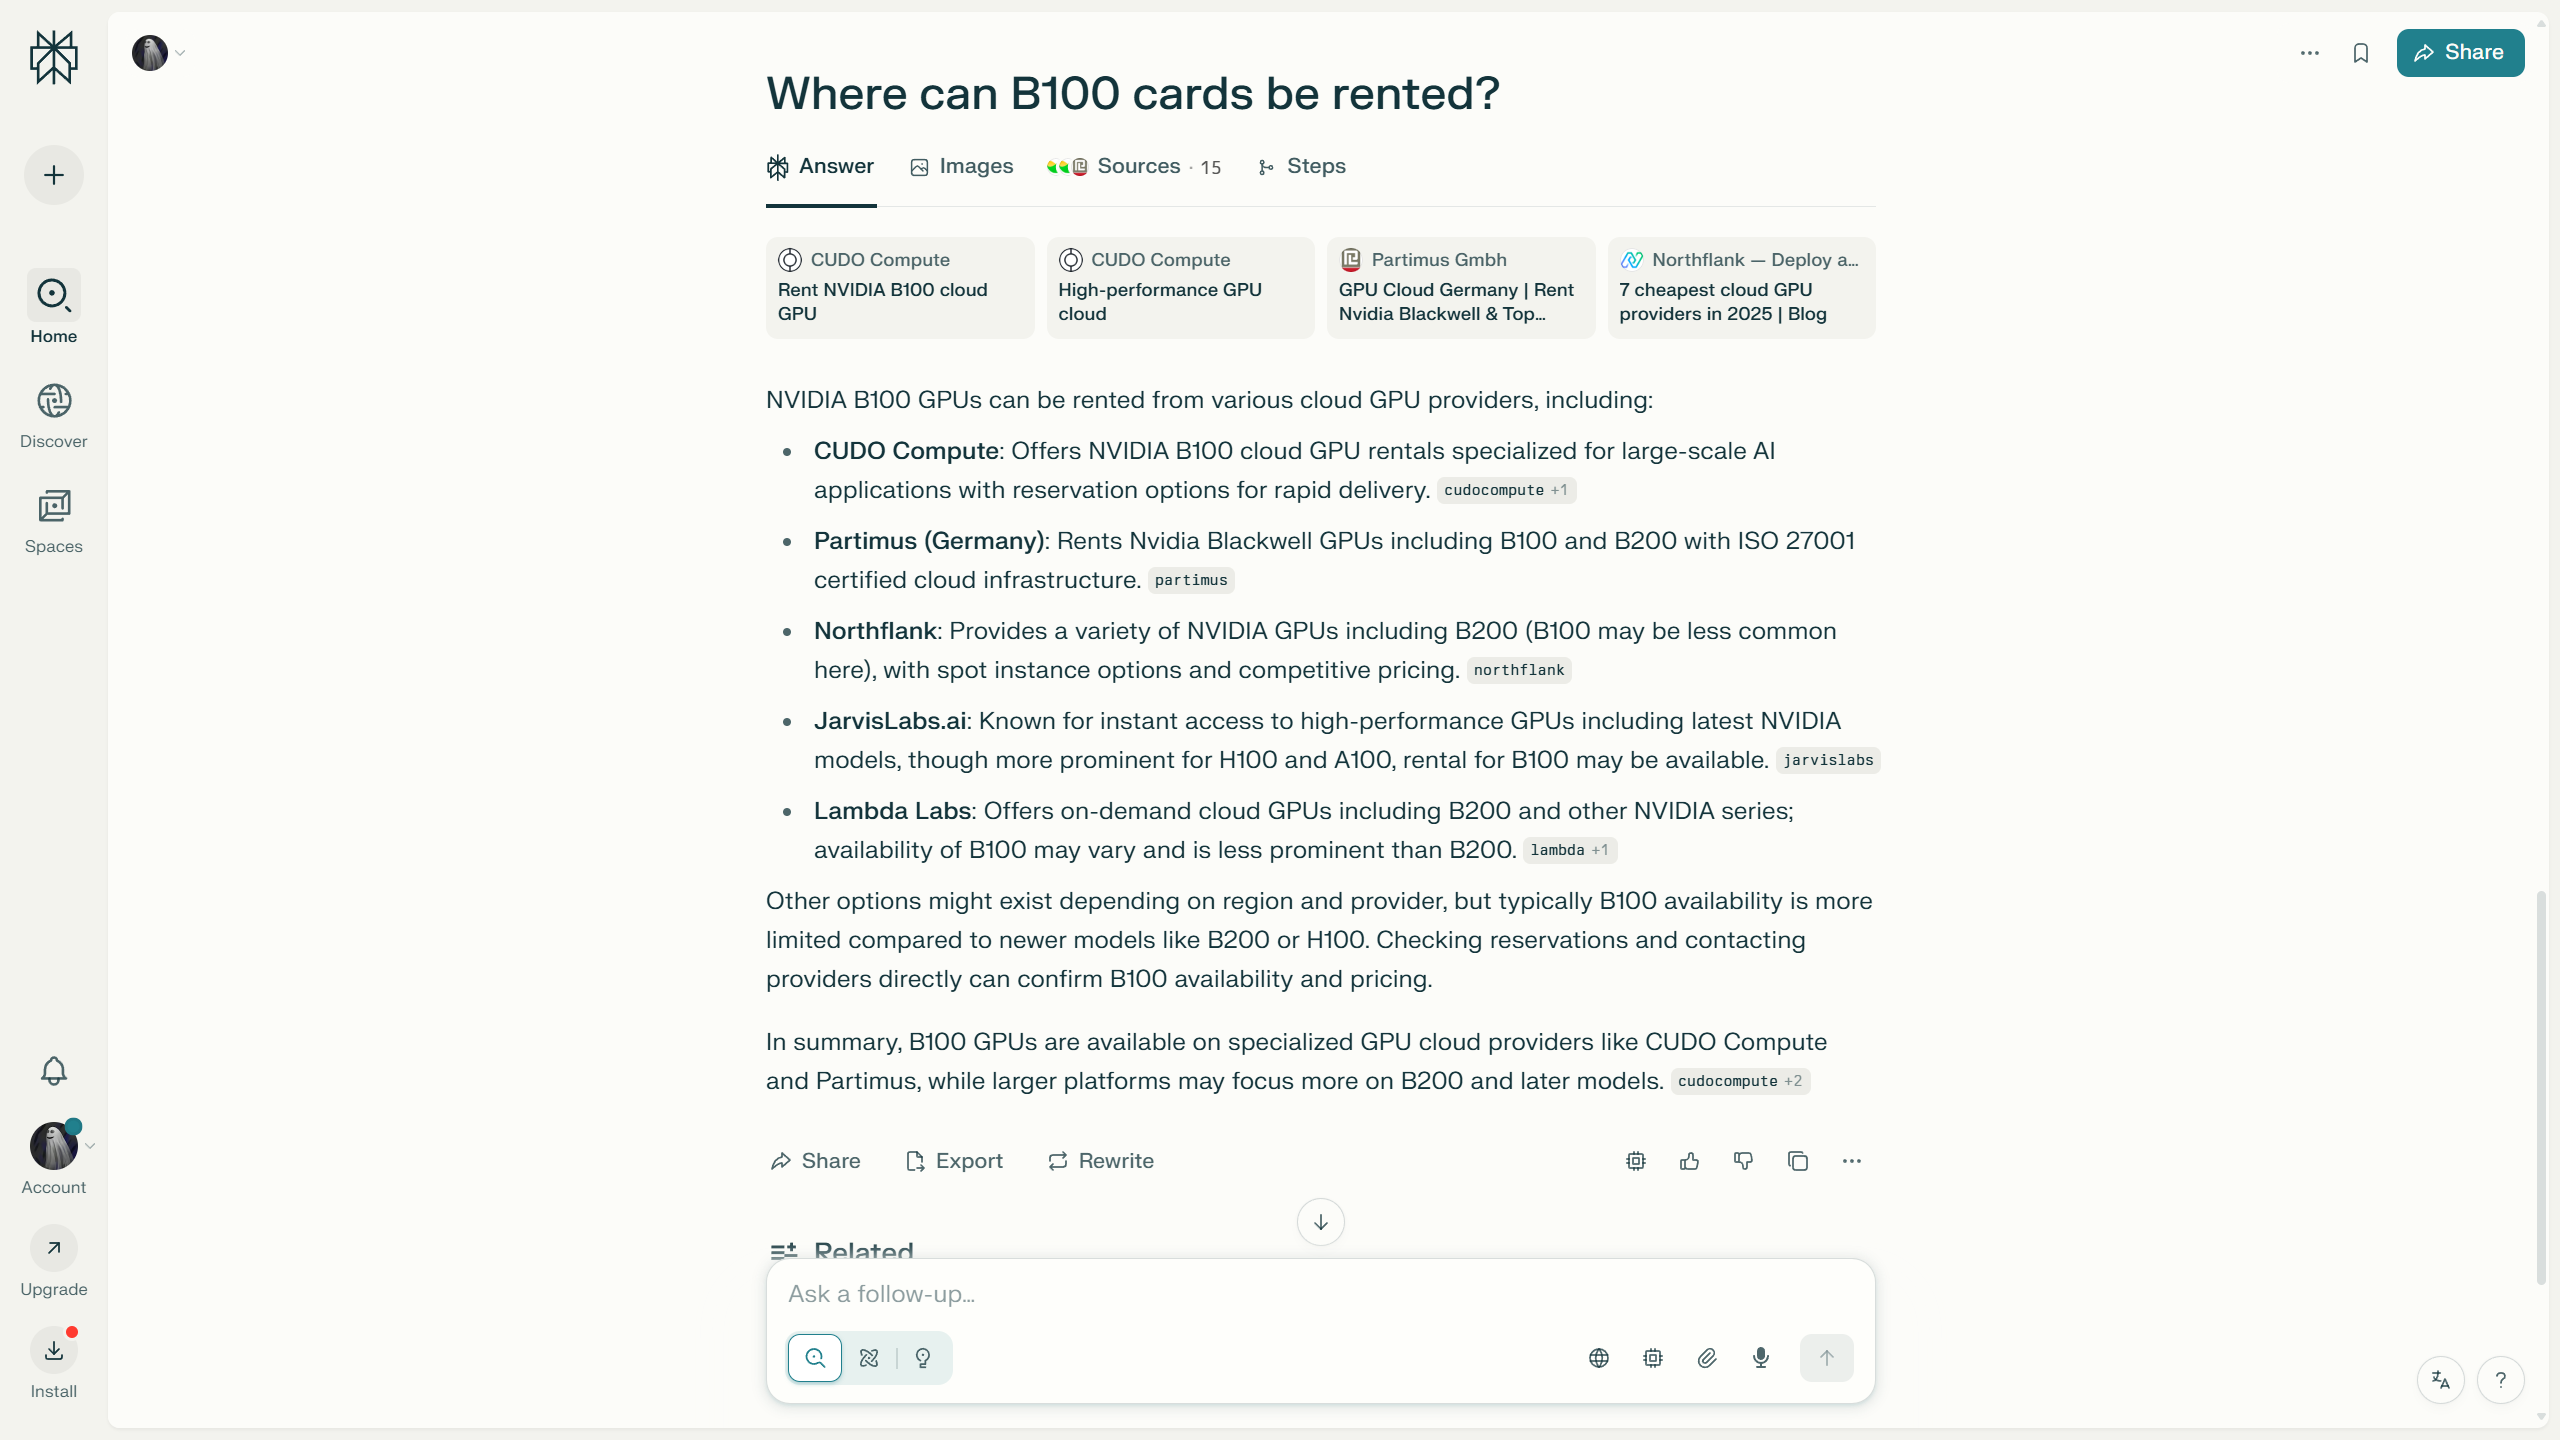 Share
Where can B100 cards be rented?
Answer
Images
Sources · 15
Steps
CUDO Compute
Rent NVIDIA B100 cloud
GPU
CUDO Compute
High-performance GPU
cloud
Partimus Gmbh
GPU Cloud Germany | Rent
Nvidia Blackwell & Top...
Northflank — Deploy a...
7 cheapest cloud GPU
providers in 2025 | Blog
Home
Discover
Spaces
NVIDIA B100 GPUs can be rented from various cloud GPU providers, including:
• CUDO Compute: Offers NVIDIA B100 cloud GPU rentals specialized for large-scale AI
applications with reservation options for rapid delivery. cudocompute +1
• Partimus (Germany): Rents Nvidia Blackwell GPUs including B100 and B200 with ISO 27001
certified cloud infrastructure. partimus
• Northflank: Provides a variety of NVIDIA GPUs including B200 (B100 may be less common
here), with spot instance options and competitive pricing. northflank
• JarvisLabs.ai: Known for instant access to high-performance GPUs including latest NVIDIA
models, though more prominent for H100 and A100, rental for B100 may be available. jarvislabs
• Lambda Labs: Offers on-demand cloud GPUs including B200 and other NVIDIA series;
availability of B100 may vary and is less prominent than B200. lambda +1
Other options might exist depending on region and provider, but typically B100 availability is more
limited compared to newer models like B200 or H100. Checking reservations and contacting
providers directly can confirm B100 availability and pricing.
In summary, B100 GPUs are available on specialized GPU cloud providers like CUDO Compute
and Partimus, while larger platforms may focus more on B200 and later models. cudocompute +2
Share
Export
Rewrite
Related
Ask a follow-up...
Account
Upgrade
Install
?